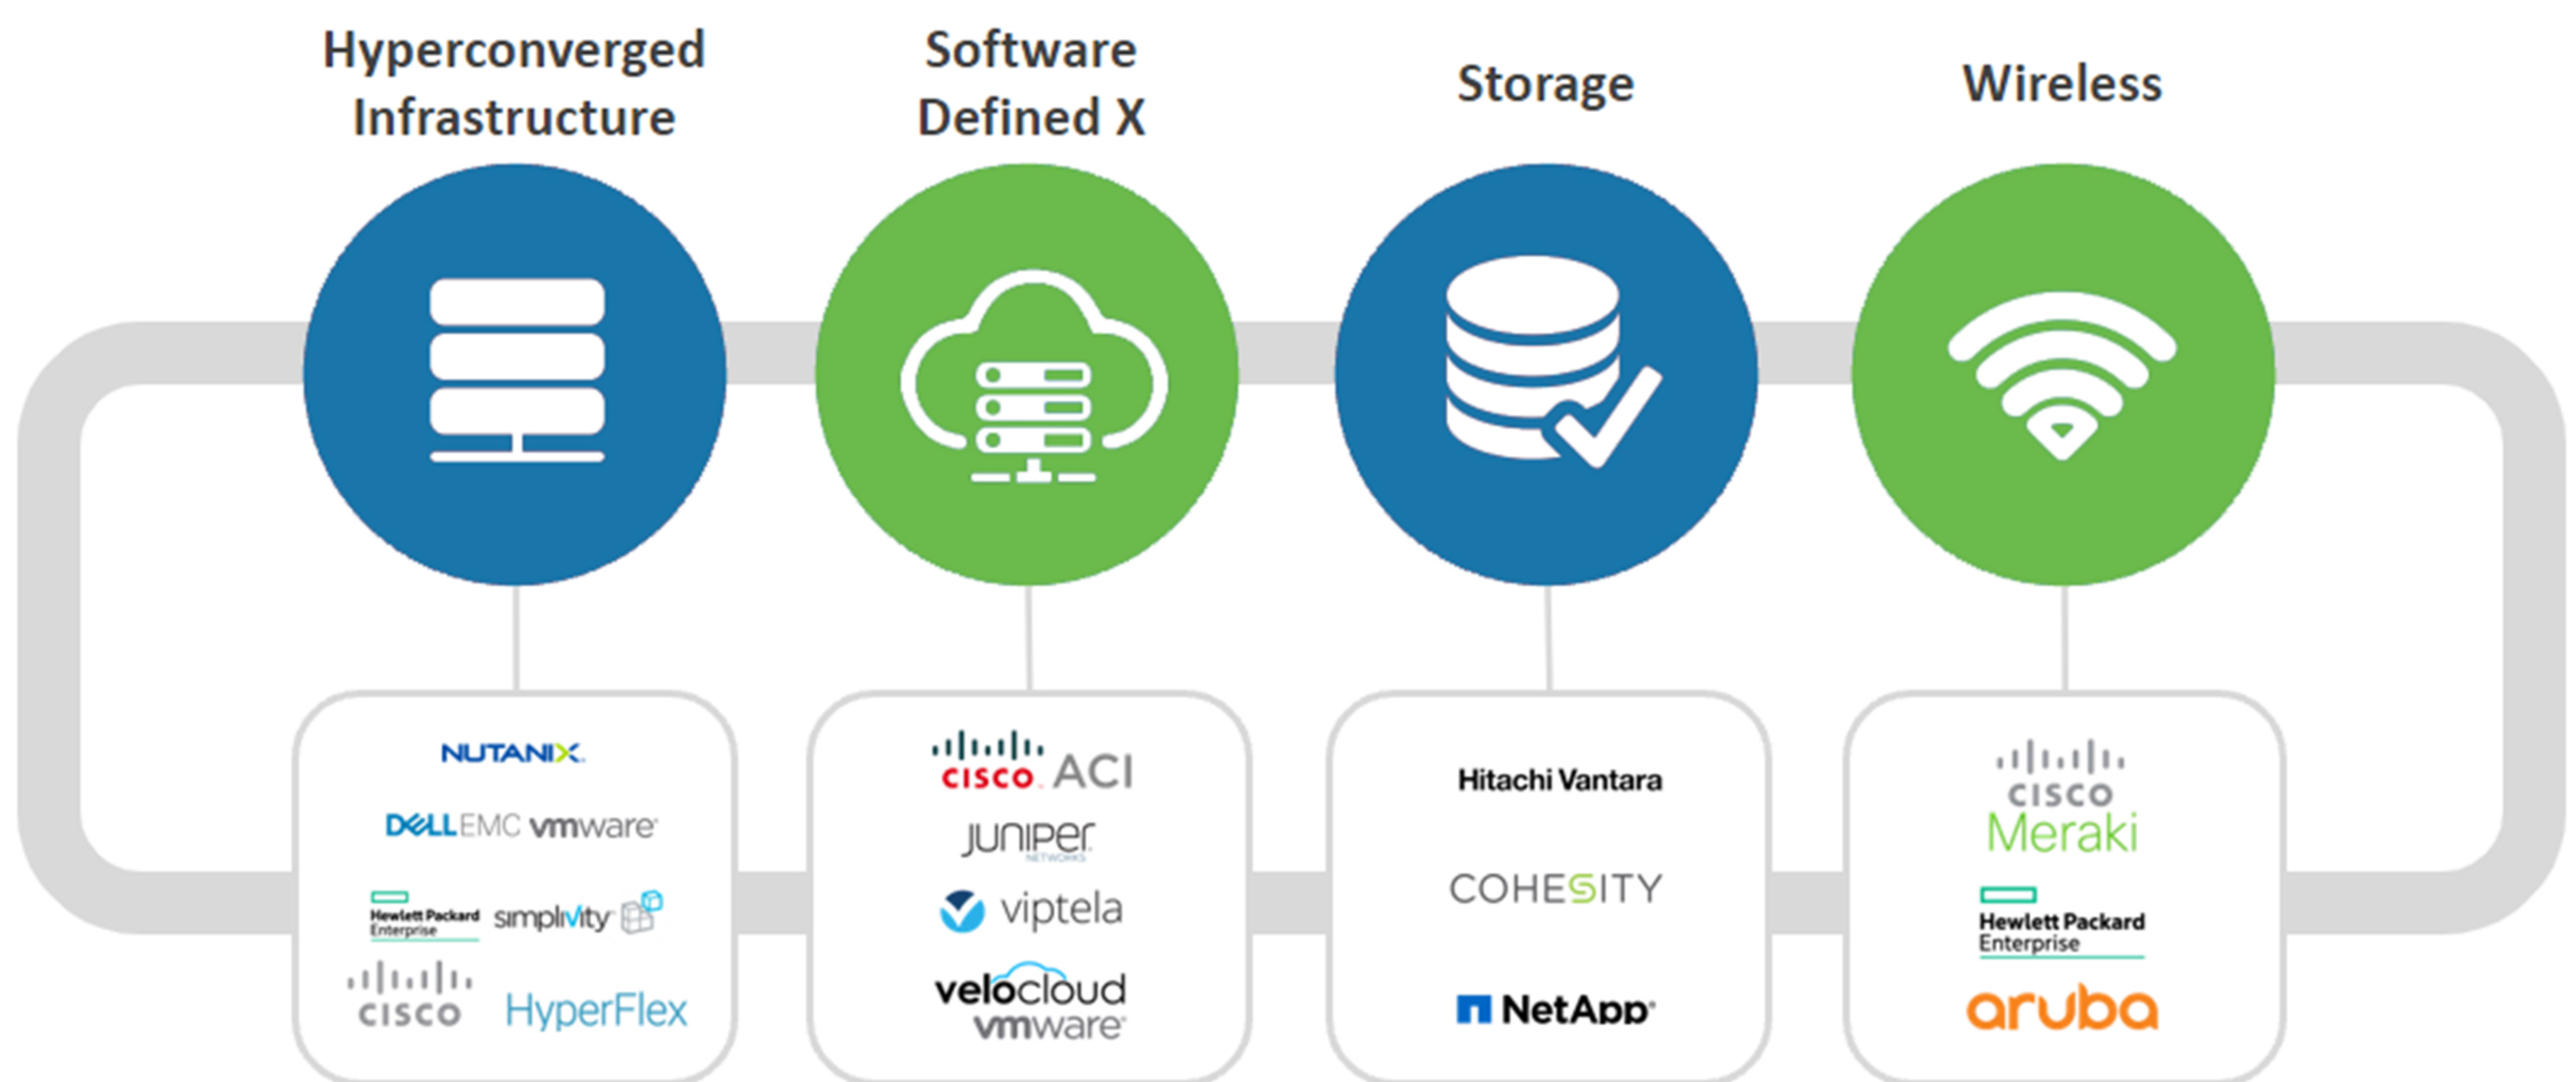 Hyperconverged
Infrastructure
Software
Defined X
Storage
Wireless
NUTANIX
DELLEMC vmware
Hewlett Packard
Enterprise
simplivity
CISCO
HyperFlex
CISCO ACI
JUNIPer
NETWORKS
viptela
velocloud
vmware
Hitachi Vantara
COHESITY
NetApp
CISCO
Meraki
Hewlett Packard
Enterprise
aruba